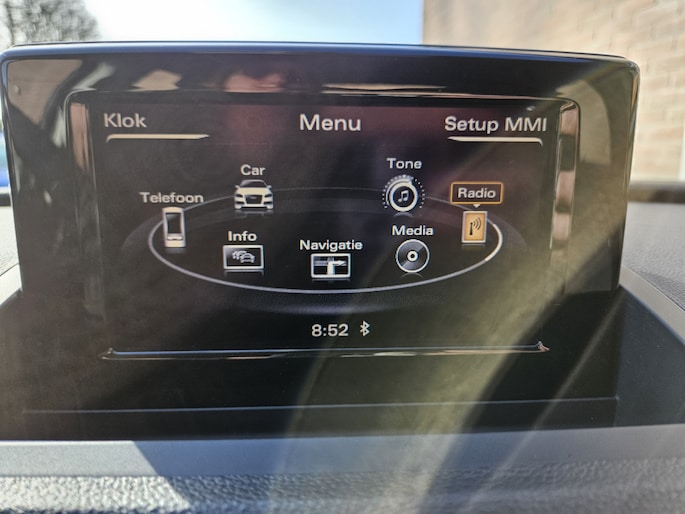 Klok
Menu
Setup MMI
Car
Tone
Telefoon
Radio
Info
Navigatie
Media
8:52